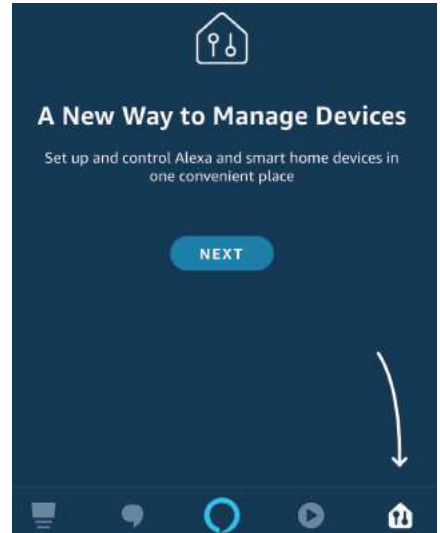 A New Way to Manage Devices
Set up and control Alexa and smart home devices in
one convenient place
NEXT